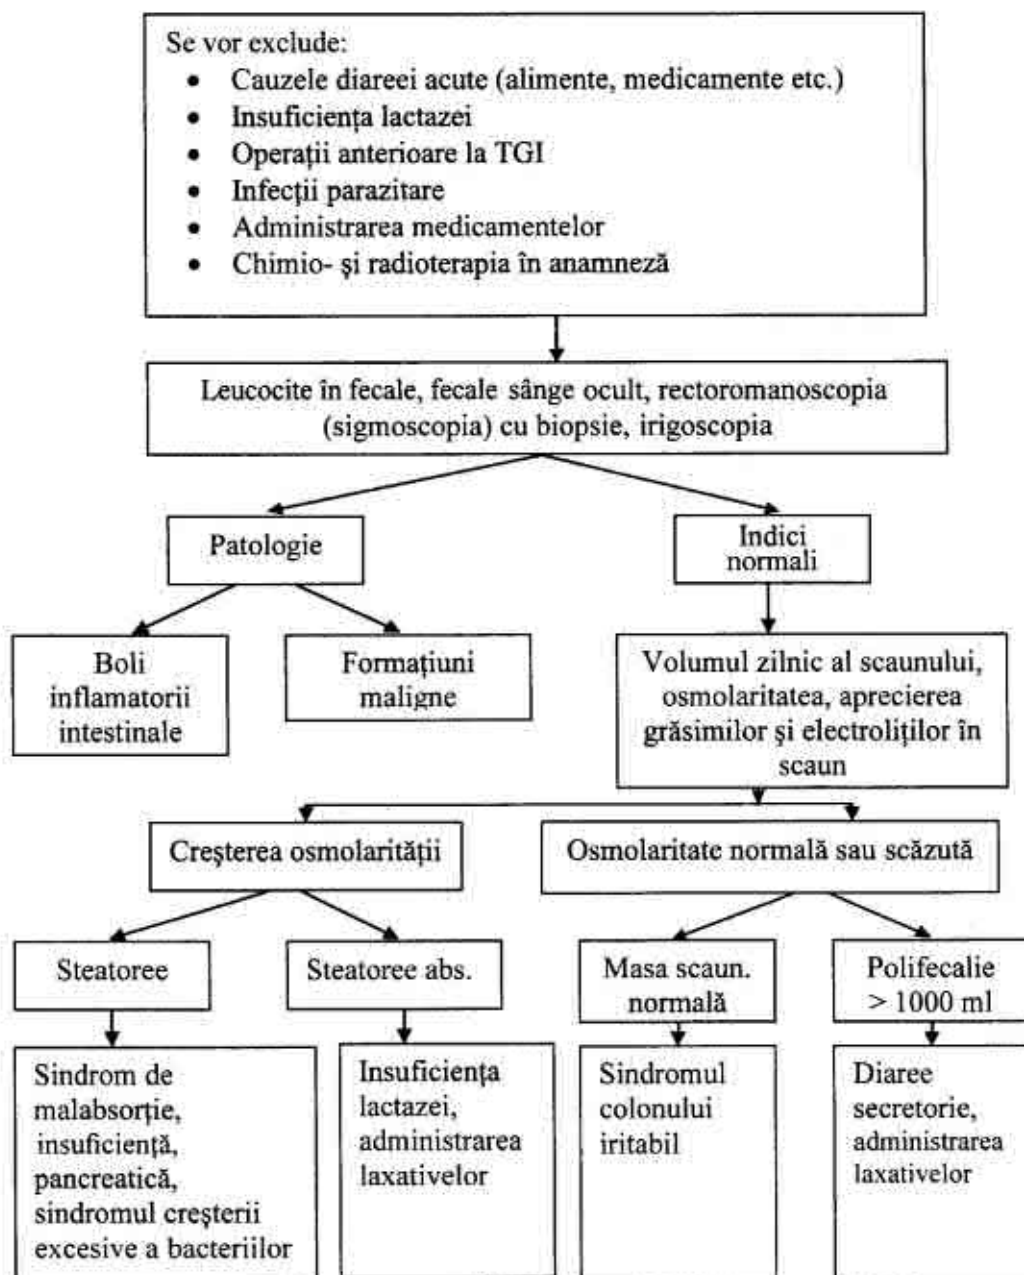 Se vor exclude:
• Cauzele diareei acute (alimente, medicamente etc.)
• Insuficiența lactazei
• Operații anterioare la TGI
• Infecții parazitare
• Administrarea medicamentelor
• Chimio- și radioterapia în anamneză
Leucocite în fecale, fecale sânge ocult, rectoromanoscopia
(sigmoscopia) cu biopsie, irigoscopia
Patologie
Indici
normali
Boli
inflamatorii
intestinale
Formațiuni
maligne
Volumul zilnic al scaunului,
osmolaritatea, aprecierea
grăsimilor și electroliților în
scaun
Creșterea osmolarității
Osmolaritate normală sau scăzută
Steatoree
Steatoree abs.
Masa scaun.
normală
Polifecalie
> 1000 ml
Sindrom de
malabsorție,
insuficiență,
pancreatică,
sindromul creșterii
excesive a bacteriilor
Insuficiența
lactazei,
administrarea
laxativelor
Sindromul
colonului
iritabil
Diaree
secretorie,
administrarea
laxativelor